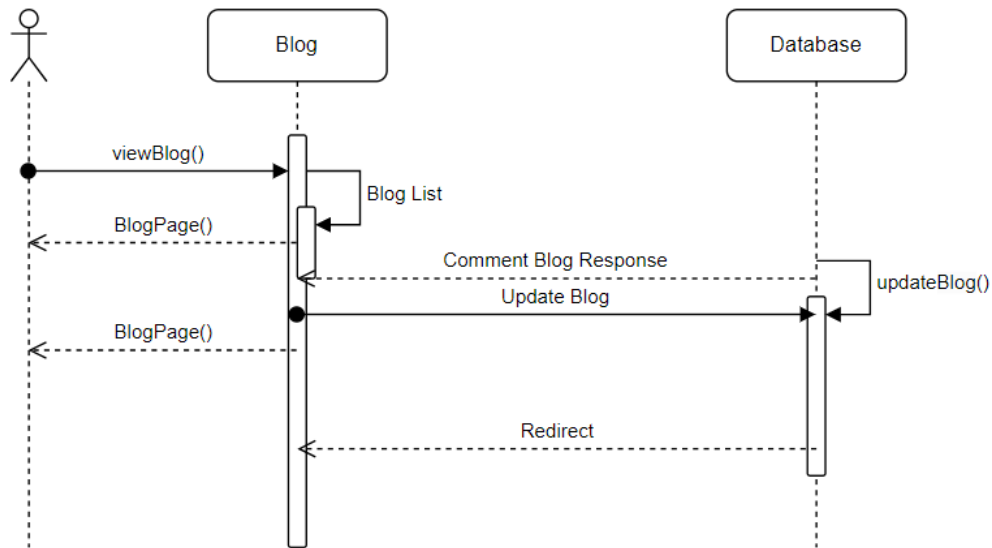 Blog
Database
viewBlog()
Blog List
BlogPage()
Comment Blog Response
updateBlog()
Update Blog
BlogPage()
Redirect